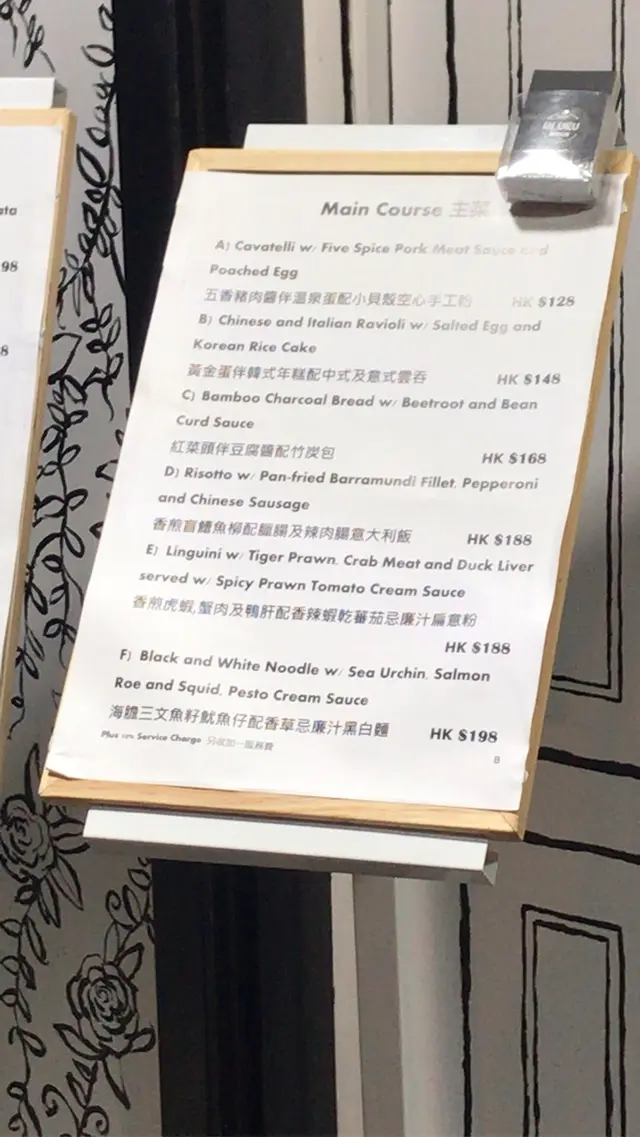 ata
98
8
Main Course 主菜
A) Cavatelli w/ Five Spice Pork Meat Sauce and
Poached Egg
五香豬肉醬伴溫泉蛋配小貝殼空心手工粉 HK $128
B) Chinese and Italian Ravioli w/ Salted Egg and
Korean Rice Cake
黃金蛋伴韓式年糕配中式及意式雲吞 HK $148
C) Bamboo Charcoal Bread w/ Beetroot and Bean
Curd Sauce
紅菜頭伴豆腐醬配竹炭包 HK $168
D) Risotto w/ Pan-fried Barramundi Fillet, Pepperoni
and Chinese Sausage
香煎盲鰽魚柳配臘腸及辣肉腸意大利飯 HK $188
E) Linguini w/ Tiger Prawn, Crab Meat and Duck Liver
served w/ Spicy Prawn Tomato Cream Sauce
香煎虎蝦,蟹肉及鴨肝配香辣蝦乾蕃茄忌廉汁扁意粉
HK $188
F) Black and White Noodle w/ Sea Urchin, Salmon
Roe and Squid, Pesto Cream Sauce
海膽三文魚籽魷魚仔配香草忌廉汁黑白麵 HK $198
Plus 10% Service Charge 另收加一服務費
B